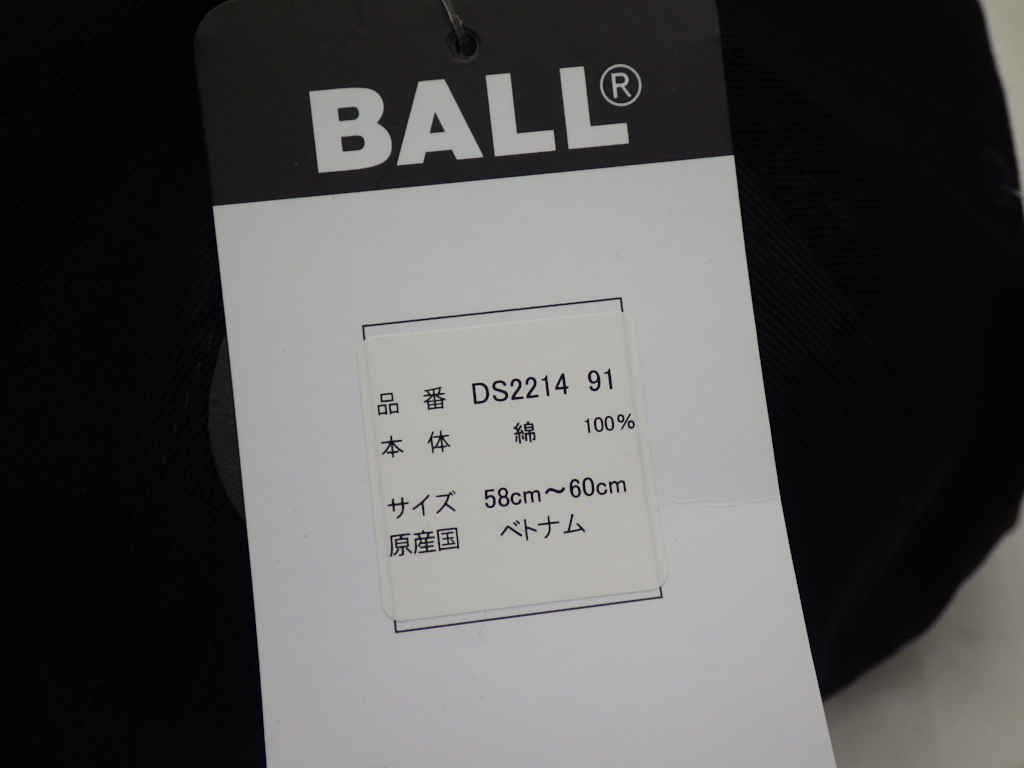 BALL®
品番 DS2214 91
本体 綿 100%
サイズ 58cm～60cm
原産国 ベトナム